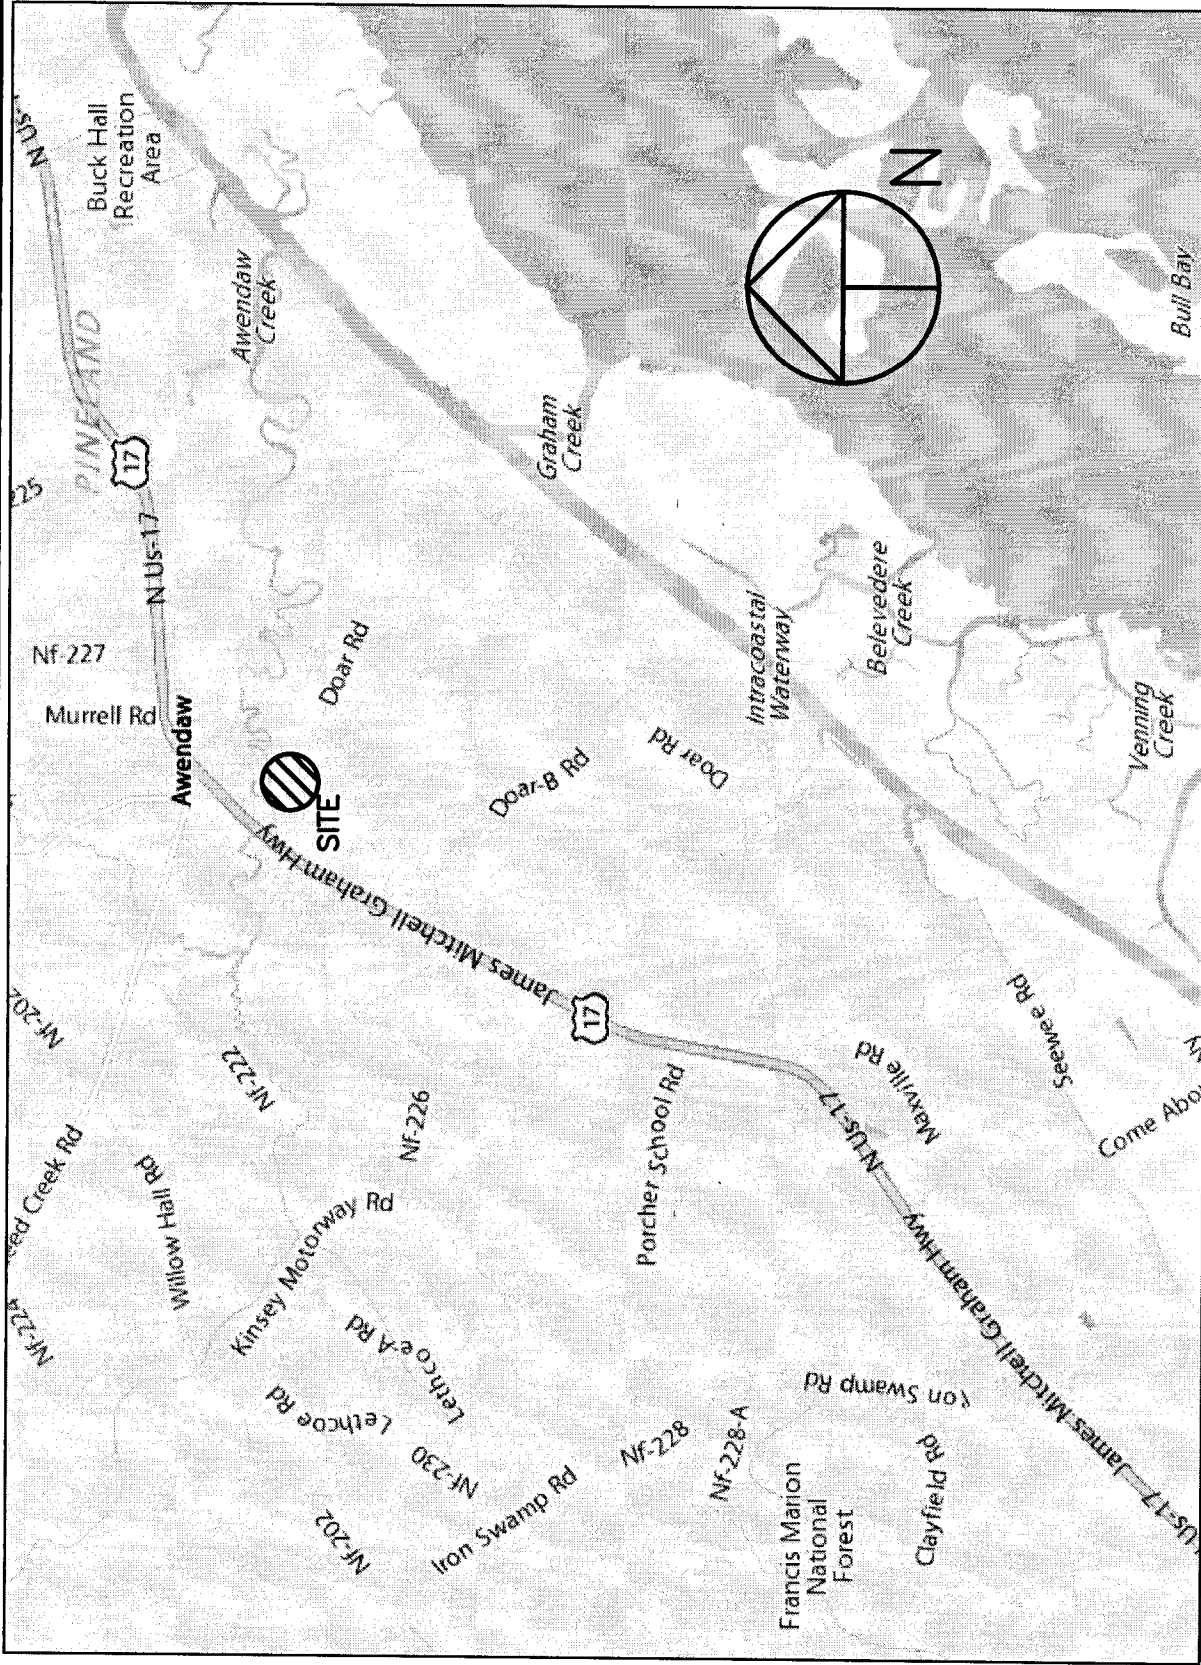 N Us-1
Buck Hall
Recreation
Area
PINELAND
17
Awendaw
Creek
225
N Us-17
Nf-227
Murrell Rd
Awendaw
Doar Rd
Graham
Creek
N
Bull Bay
SITE
Doar-B Rd
Doar Rd
Intracoastal
Waterway
Belevedere
Creek
Venning
Creek
James Mitchell Graham Hwy
17
Nf-202
Nf-222
Nf-226
Porcher School Rd
N Us-17
Maxville Rd
Seewee Rd
Come Abo
eed Creek Rd
Willow Hall Rd
Kinsey Motorway Rd
Nf-224
Lethcoe Rd
Lethcoe-A Rd
Nf-230
Nf-202
Iron Swamp Rd
Nf-228
Nf-228-A
ron Swamp Rd
Francis Marion
National
Forest
Clayfield Rd
Us-17 James Mitchell Graham Hwy